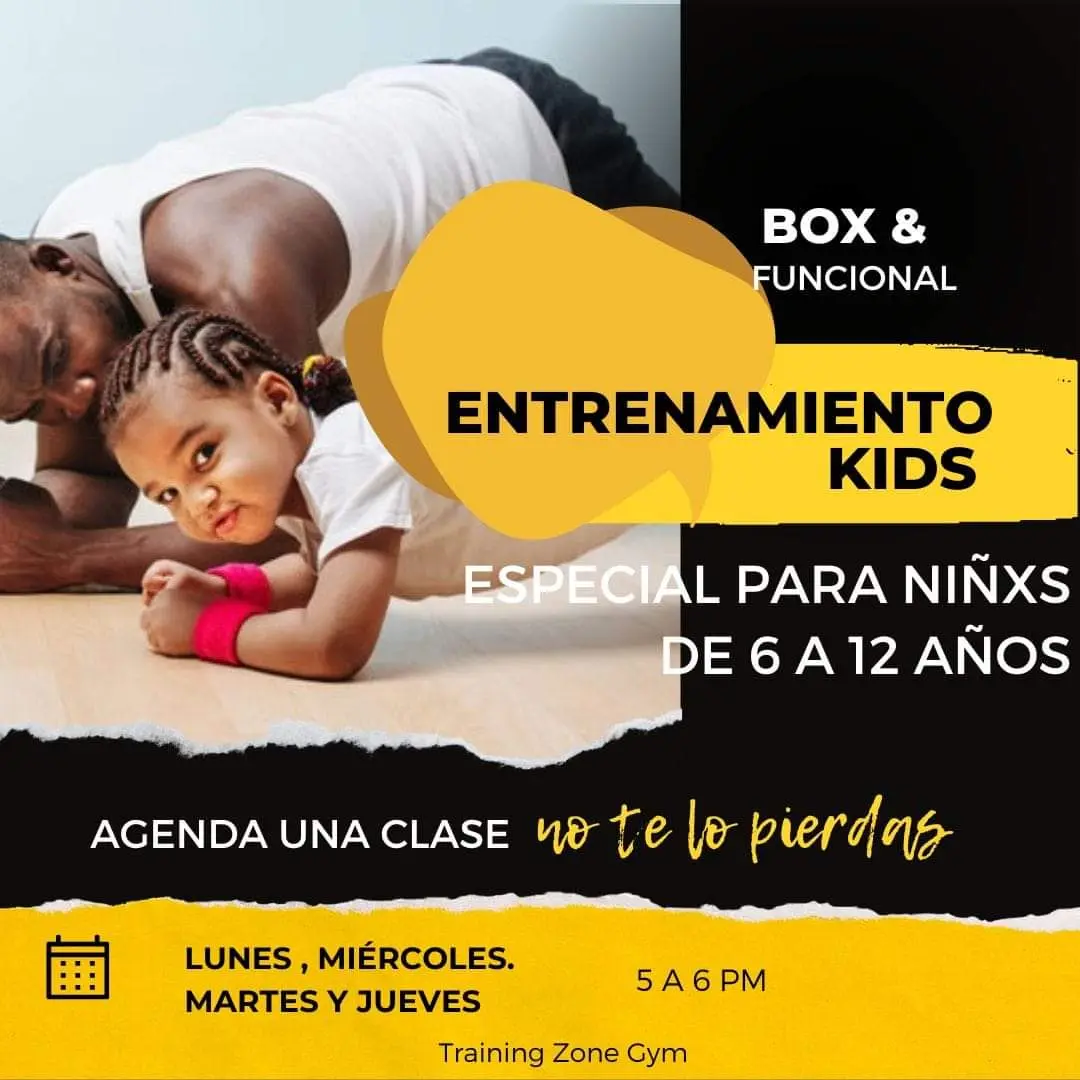 BOX &
FUNCIONAL
ENTRENAMIENTO
KIDS
ESPECIAL PARA NIÑXS
DE 6 A 12 AÑOS
AGENDA UNA CLASE no te lo pierdas
LUNES , MIÉRCOLES.
MARTES Y JUEVES
5 A 6 PM
Training Zone Gym